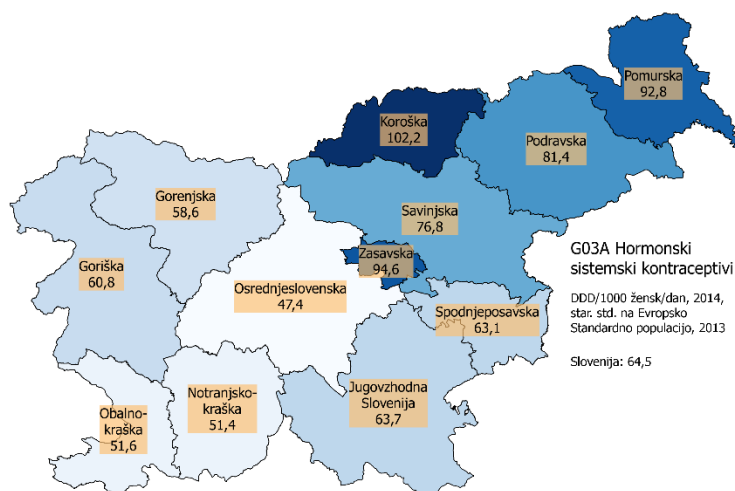 Pomurska
92,8
Koroška
102,2
Podravska
81,4
Gorenjska
58,6
Savinjska
76,8
Zasavska
94,6
Goriška
60,8
Osrednjeslovenska
47,4
Spodnjeposavska
63,1
Notranjsko-
kraška
51,4
Jugovzhodna
Slovenija
63,7
Obalno-
kraška
51,6
G03A Hormonski
sistemski kontraceptivi
DDD/1000 žensk/dan, 2014,
star. std. na Evropsko
Standardno populacijo, 2013
Slovenija: 64,5